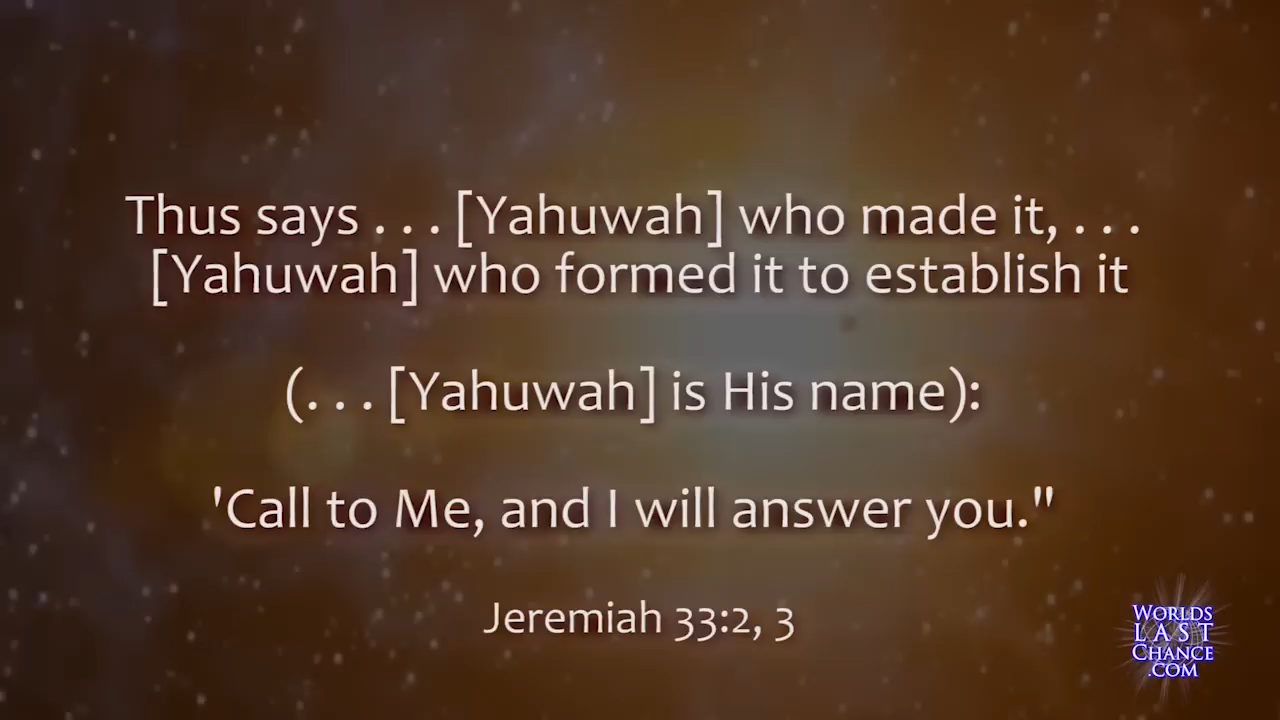 Thus says . . . [Yahuwah] who made it, . . .
[Yahuwah] who formed it to establish it
(. . . [Yahuwah] is His name):
'Call to Me, and I will answer you."
Jeremiah 33:2, 3
WORLDS
LAST
CHANCE
.COM